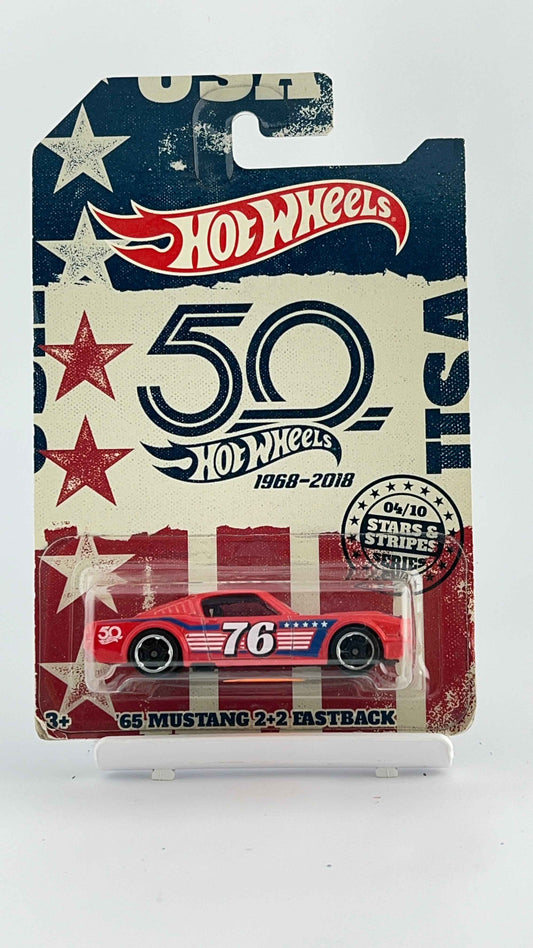 USA
HOT WHEELS®
50
HOT WHEELS
1968-2018
USA
04/10
STARS &
STRIPES
SERIES
50
76
3+
'65 MUSTANG 2+2 FASTBACK